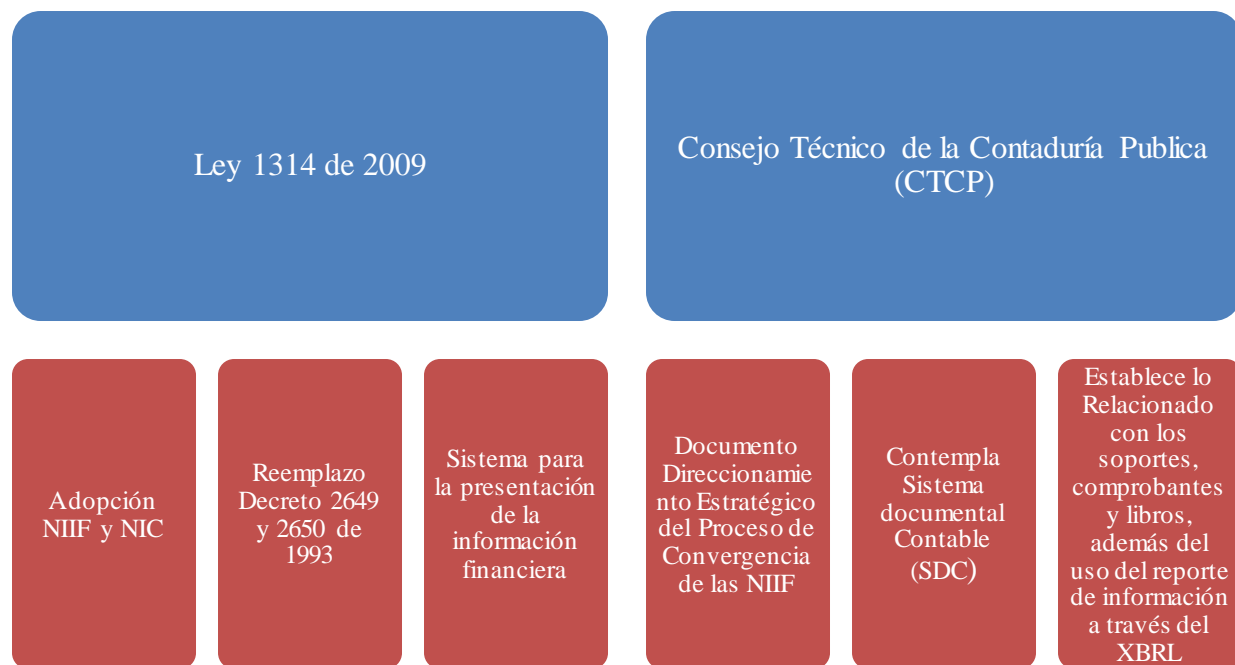 Ley 1314 de 2009
Consejo Técnico de la Contaduría Publica
(CTCP)
Adopción
NIIF y NIC
Reemplazo
Decreto 2649
y 2650 de
1993
Sistema para
la presentación
de la
información
financiera
Documento
Direccionamie
nto Estratégico
del Proceso de
Convergencia
de las NIIF
Contempla
Sistema
documental
Contable
(SDC)
Establece lo
Relacionado
con los
soportes,
comprobantes
y libros,
además del
uso del reporte
de información
a través del
XBRL